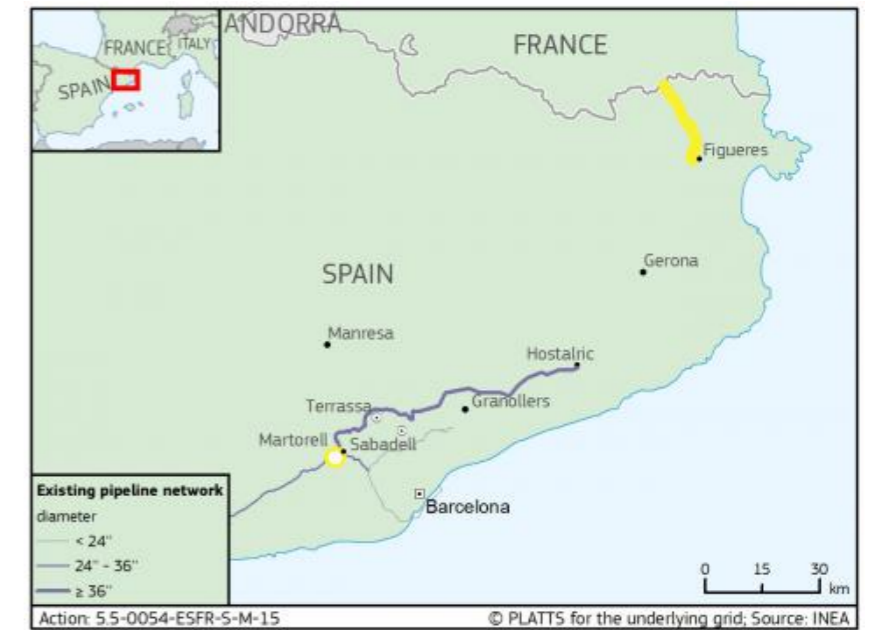 ANDORRA
FRANCE
ITALY
SPAIN
FRANCE
Figueres
Gerona
SPAIN
Manresa
Hostalric
Terrassa
Granollers
Martorell
Sabadell
Barcelona
Existing pipeline network
diameter
< 24"
24" - 36"
≥ 36"
0 15 30
km
Action: 5.5-0054-ESFR-S-M-15
© PLATTS for the underlying grid; Source: INEA